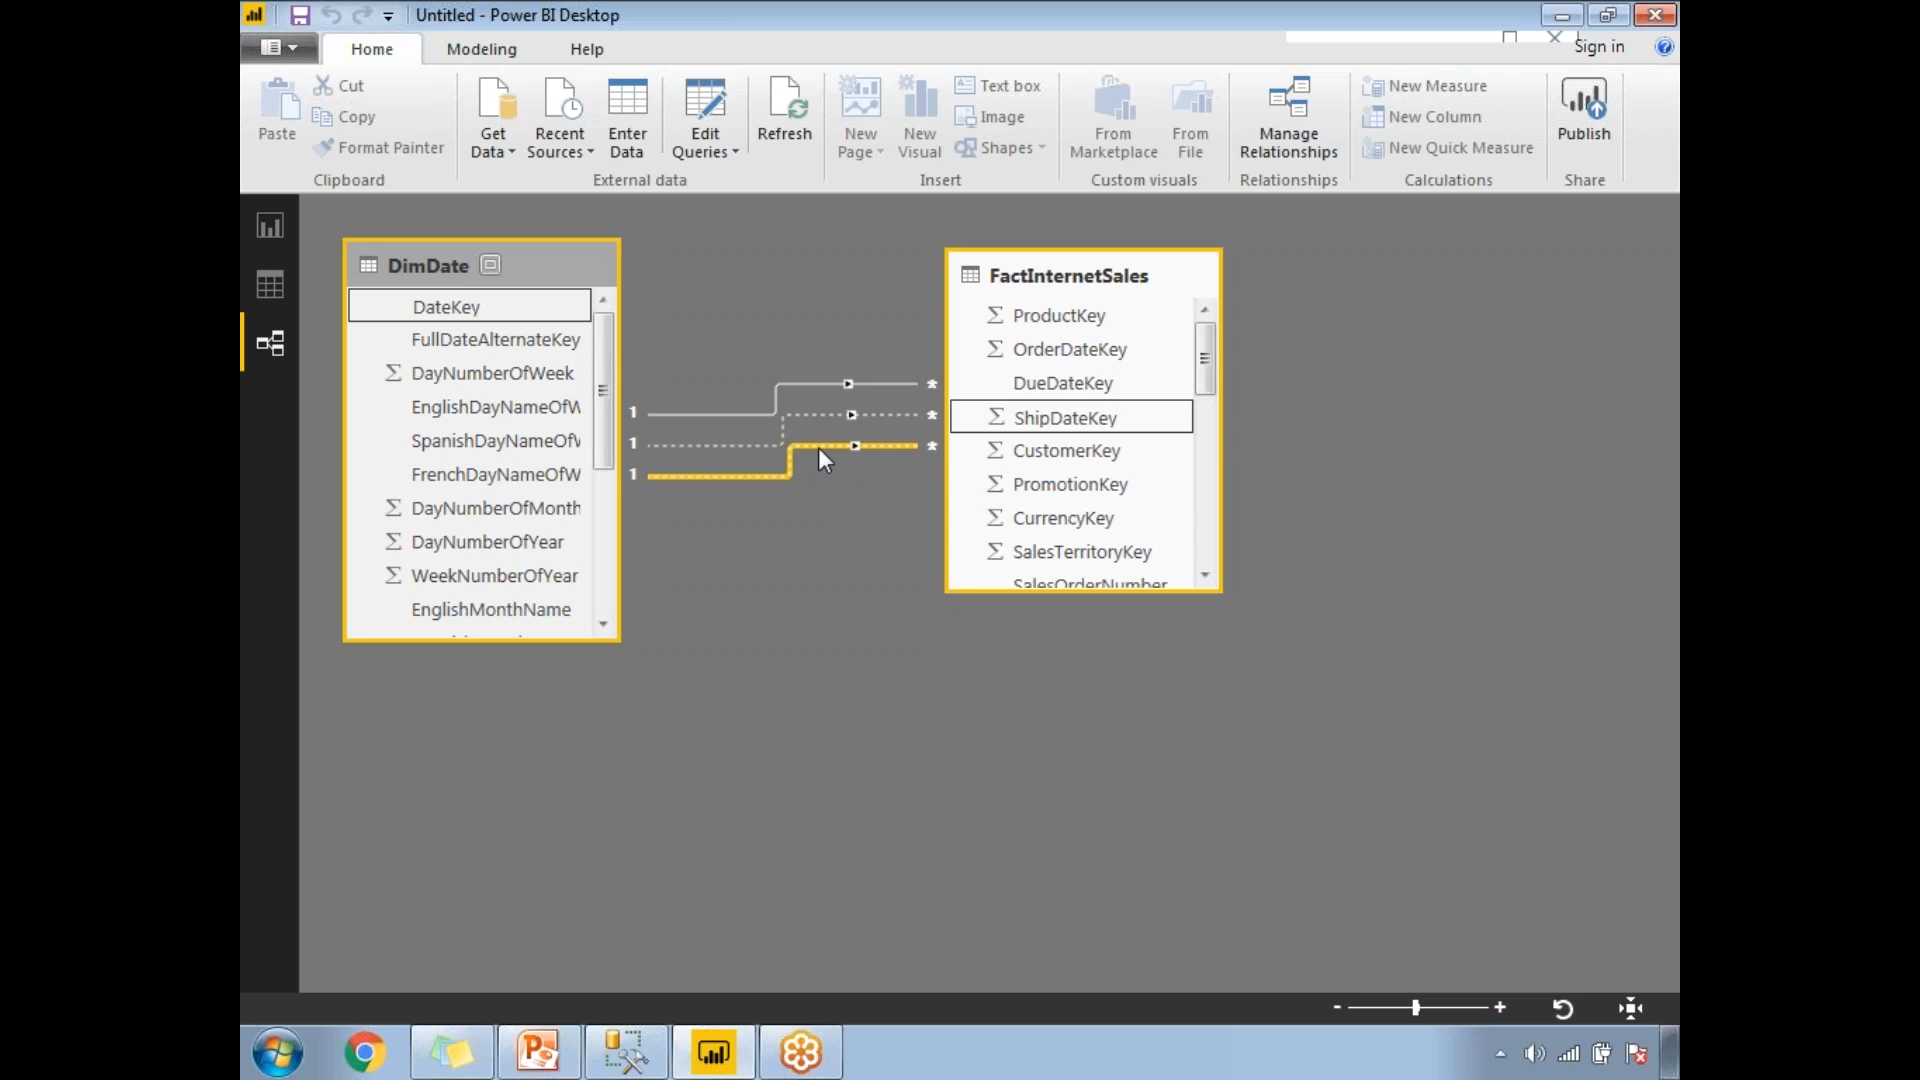 Untitled - Power BI Desktop
Home Modeling Help Sign in
Paste
Cut
Copy
Format Painter
Clipboard
Get Data
Recent Sources
Enter Data
Edit Queries
Refresh
External data
New Page
New Visual
Text box
Image
Shapes
Insert
From Marketplace
From File
Custom visuals
Manage Relationships
Relationships
New Measure
New Column
New Quick Measure
Calculations
Publish
Share
DimDate
DateKey
FullDateAlternateKey
Σ DayNumberOfWeek
EnglishDayNameOfW
SpanishDayNameOfW
FrenchDayNameOfW
Σ DayNumberOfMonth
Σ DayNumberOfYear
Σ WeekNumberOfYear
EnglishMonthName
1 *
1 *
1 *
FactInternetSales
Σ ProductKey
Σ OrderDateKey
DueDateKey
Σ ShipDateKey
Σ CustomerKey
Σ PromotionKey
Σ CurrencyKey
Σ SalesTerritoryKey
SalesOrderNumber
- +